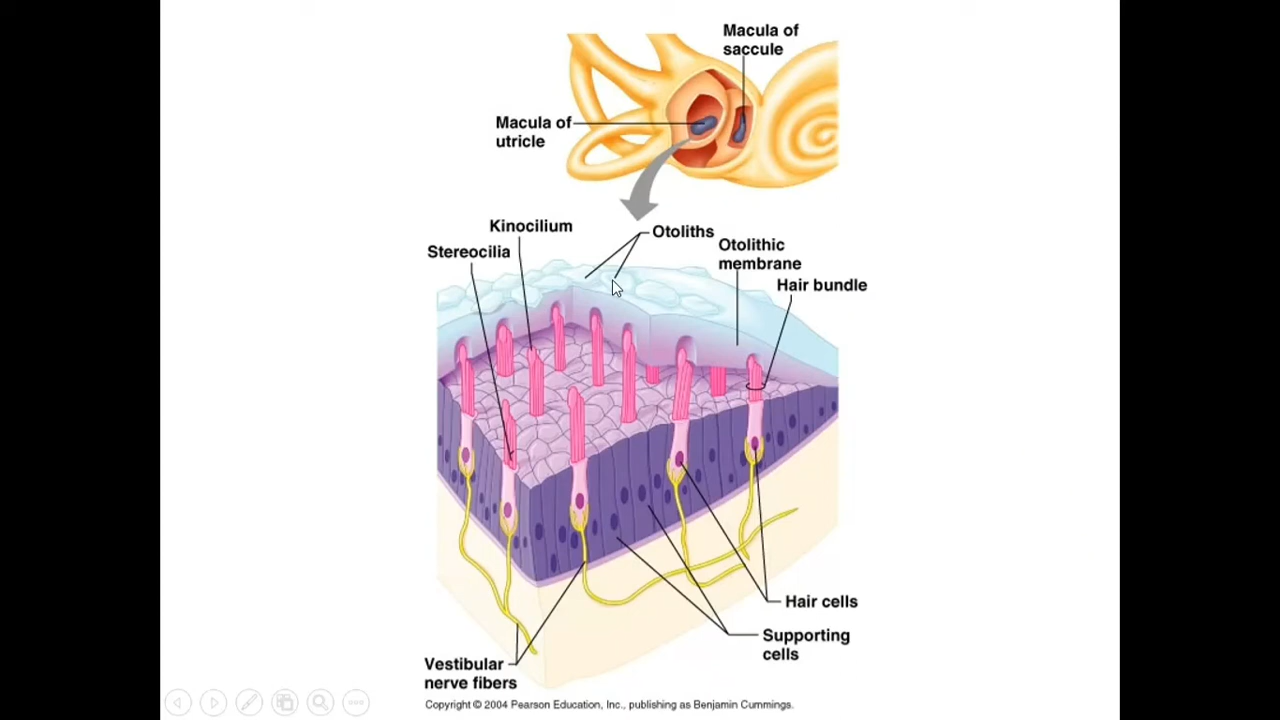 Macula of
saccule
Macula of
utricle
Kinocilium
Otoliths
Stereocilia
Otolithic
membrane
Hair bundle
Hair cells
Supporting
cells
Vestibular
nerve fibers
Copyright © 2004 Pearson Education, Inc., publishing as Benjamin Cummings.